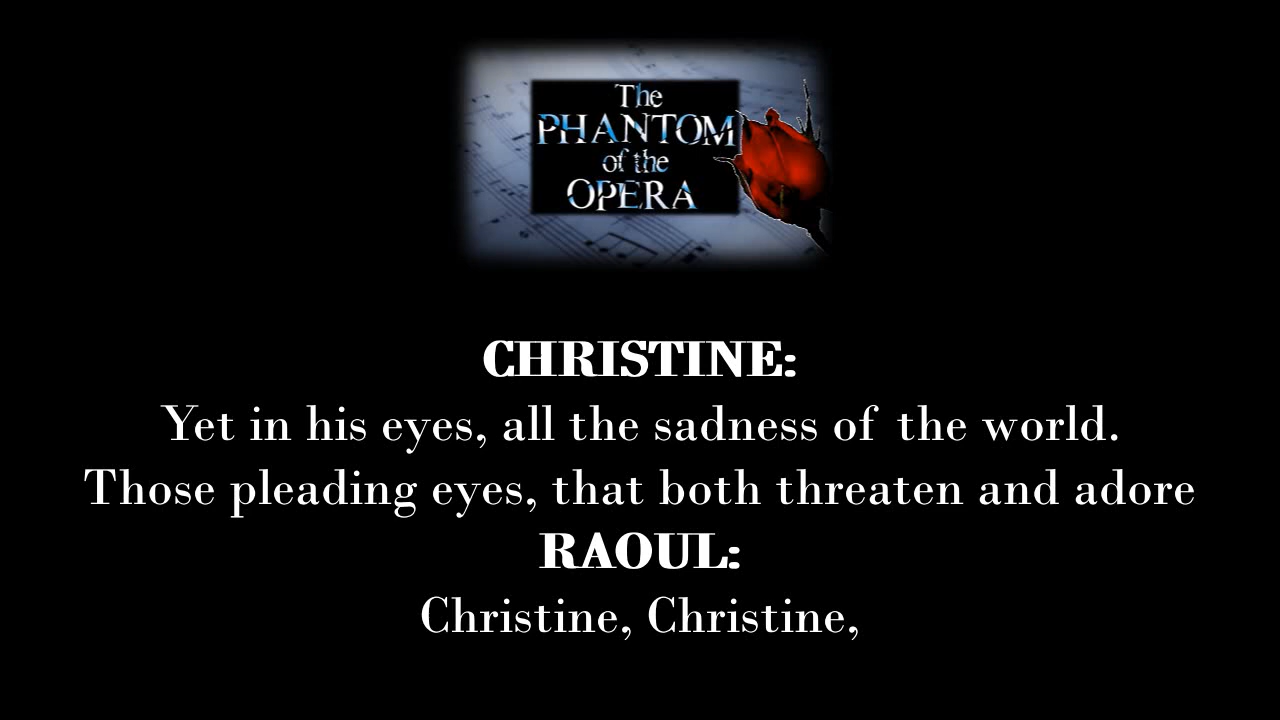 The
PHANTOM
of the
OPERA
CHRISTINE:
Yet in his eyes, all the sadness of the world.
Those pleading eyes, that both threaten and adore
RAOUL:
Christine, Christine,